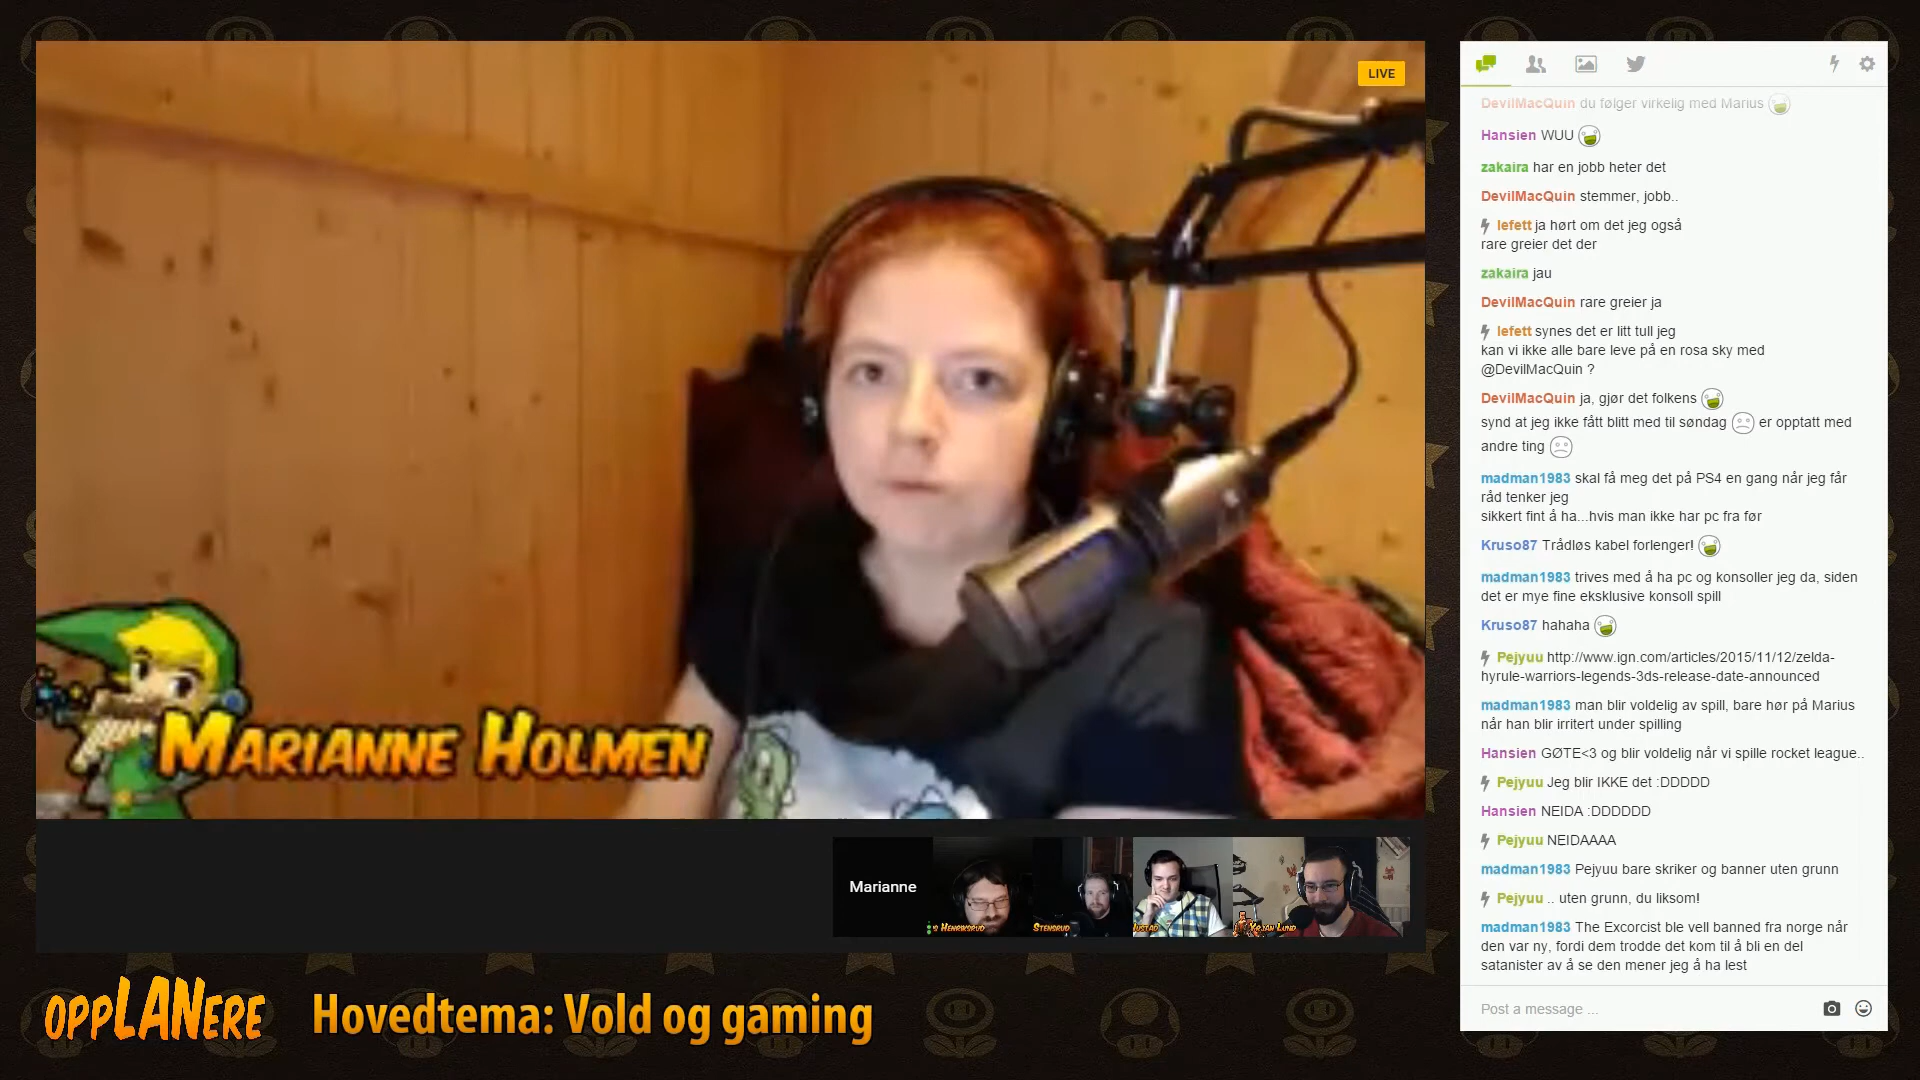 LIVE
MARIANNE HOLMEN
Marianne
HENRIKSRUD
STENSRUD
USTAD
ØRJAN LUND
OPPLANERE
Hovedtema: Vold og gaming
DevilMacQuin du følger virkelig med Marius
Hansien WUU
zakaira har en jobb heter det
DevilMacQuin stemmer, jobb..
lefett ja hørt om det jeg også
rare greier det der
zakaira jau
DevilMacQuin rare greier ja
lefett synes det er litt tull jeg
kan vi ikke alle bare leve på en rosa sky med
@DevilMacQuin ?
DevilMacQuin ja, gjør det folkens
synd at jeg ikke fått blitt med til søndag er opptatt med
andre ting
madman1983 skal få meg det på PS4 en gang når jeg får
råd tenker jeg
sikkert fint å ha...hvis man ikke har pc fra før
Kruso87 Trådløs kabel forlenger!
madman1983 trives med å ha pc og konsoller jeg da, siden
det er mye fine eksklusive konsoll spill
Kruso87 hahaha
Pejyuu http://www.ign.com/articles/2015/11/12/zelda-
hyrule-warriors-legends-3ds-release-date-announced
madman1983 man blir voldelig av spill, bare hør på Marius
når han blir irritert under spilling
Hansien GØTE<3 og blir voldelig når vi spille rocket league..
Pejyuu Jeg blir IKKE det :DDDDD
Hansien NEIDA :DDDDDD
Pejyuu NEIDAAAA
madman1983 Pejyuu bare skriker og banner uten grunn
Pejyuu .. uten grunn, du liksom!
madman1983 The Excorcist ble vell banned fra norge når
den var ny, fordi dem trodde det kom til å bli en del
satanister av å se den mener jeg å ha lest
Post a message ...